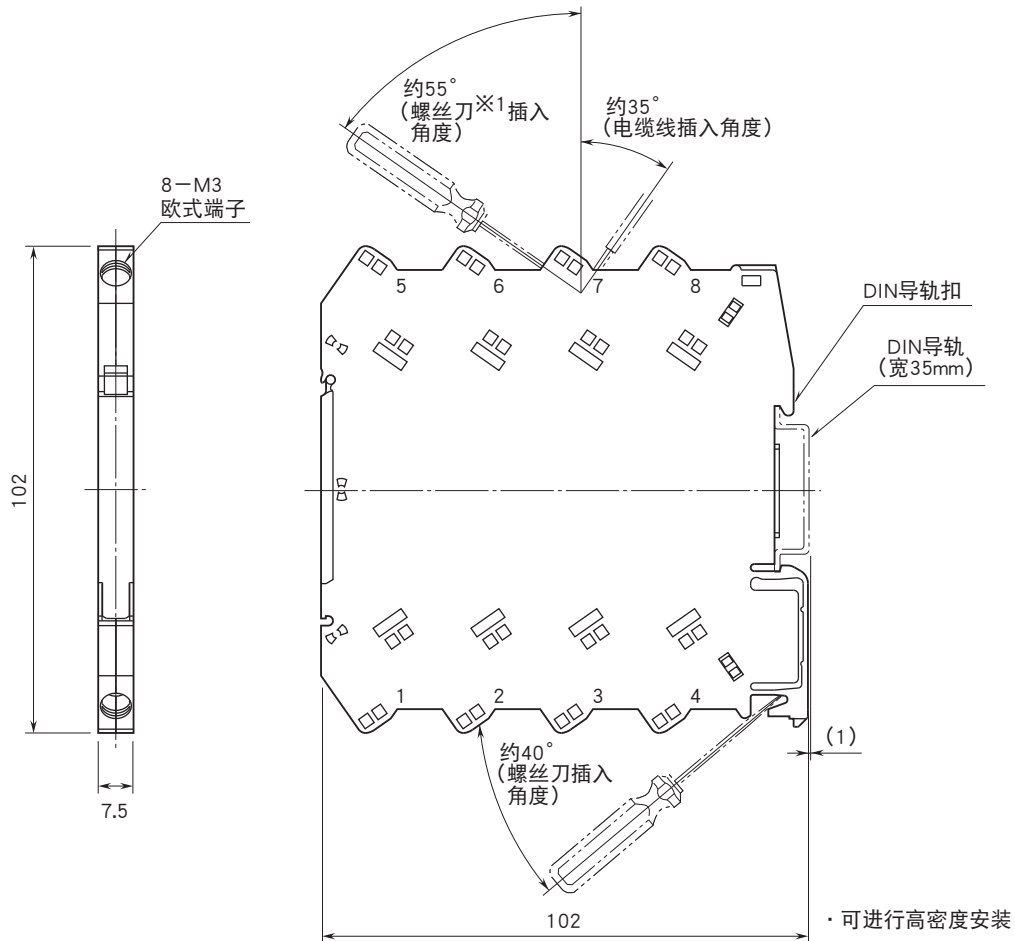 约55°
(螺丝刀※1插入
角度)
约35°
(电缆线插入角度)
8-M3
欧式端子
5
6
7
8
DIN导轨扣
DIN导轨
(宽35mm)
102
1
2
3
4
(1)
约40°
(螺丝刀插入
角度)
7.5
102
·可进行高密度安装